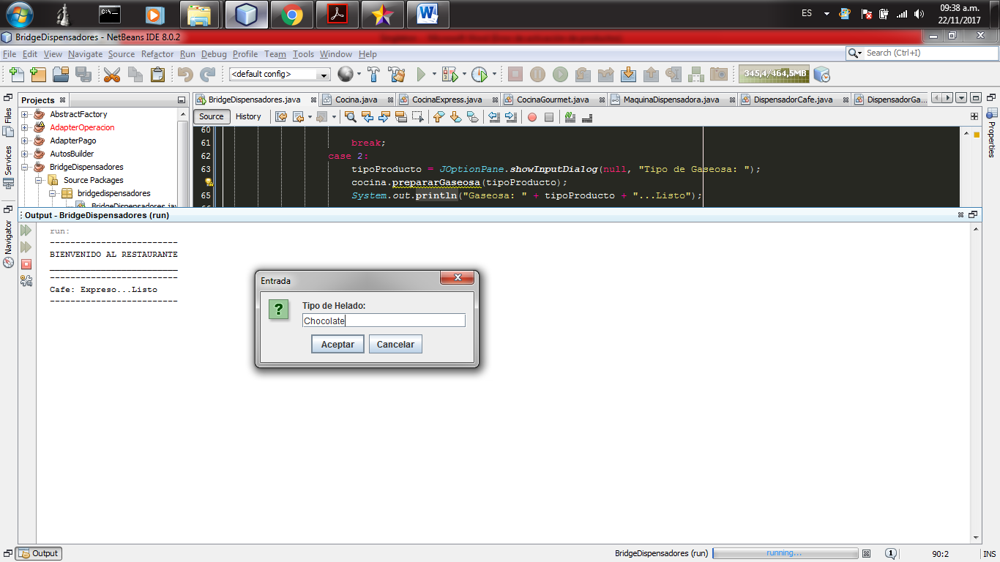 ES
09:38 a.m.
22/11/2017
BridgeDispensadores - NetBeans IDE 8.0.2
File Edit View Navigate Source Refactor Run Debug Profile Team Tools Window Help
Search (Ctrl+I)
<default config>
345,4/464,5MB
Projects
BridgeDispensadores.java Cocina.java CocinaExpress.java CocinaGourmet.java MaquinaDispensadora.java DispensadorCafe.java DispensadorGa...
Files
Services
Navigator
Properties
AbstractFactory
AdapterOperacion
AdapterPago
AutosBuilder
BridgeDispensadores
Source Packages
bridgedispensadores
BridgeDispensadores.jav
Source History
60
61 break;
62 case 2:
63 tipoProducto = JOptionPane.showInputDialog(null, "Tipo de Gaseosa: ");
cocina.prepararGaseosa(tipoProducto);
65 System.out.println("Gaseosa: " + tipoProducto + "...Listo");
Output - BridgeDispensadores (run)
run:
-------------------------
BIENVENIDO AL RESTAURANTE
_________________________
-------------------------
Cafe: Expreso...Listo
-------------------------
Entrada
Tipo de Helado:
Chocolate
Aceptar Cancelar
Output
BridgeDispensadores (run) running... 1 90:2 INS